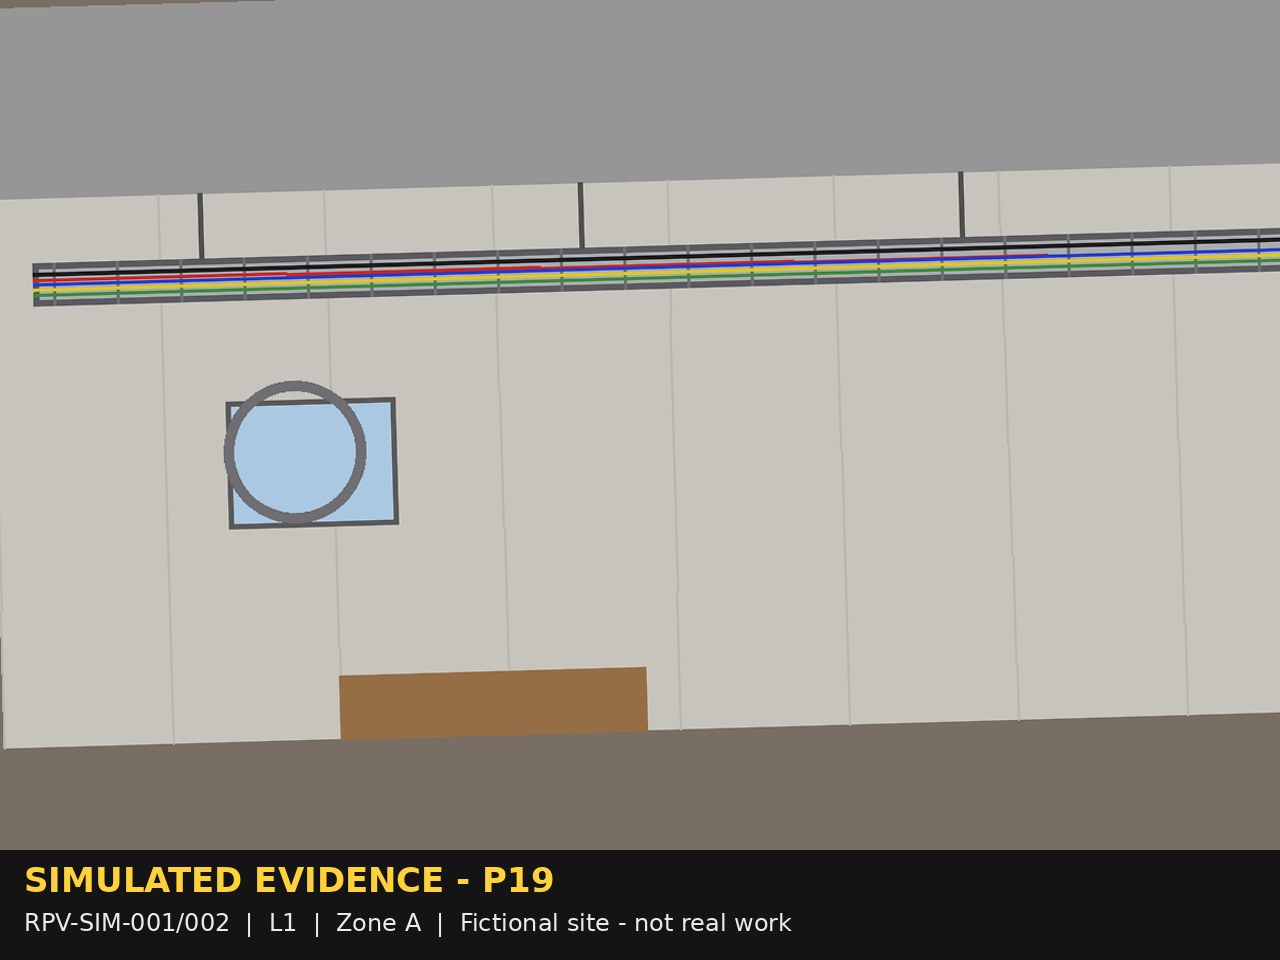 SIMULATED EVIDENCE - P19
RPV-SIM-001/002 | L1 | Zone A | Fictional site - not real work